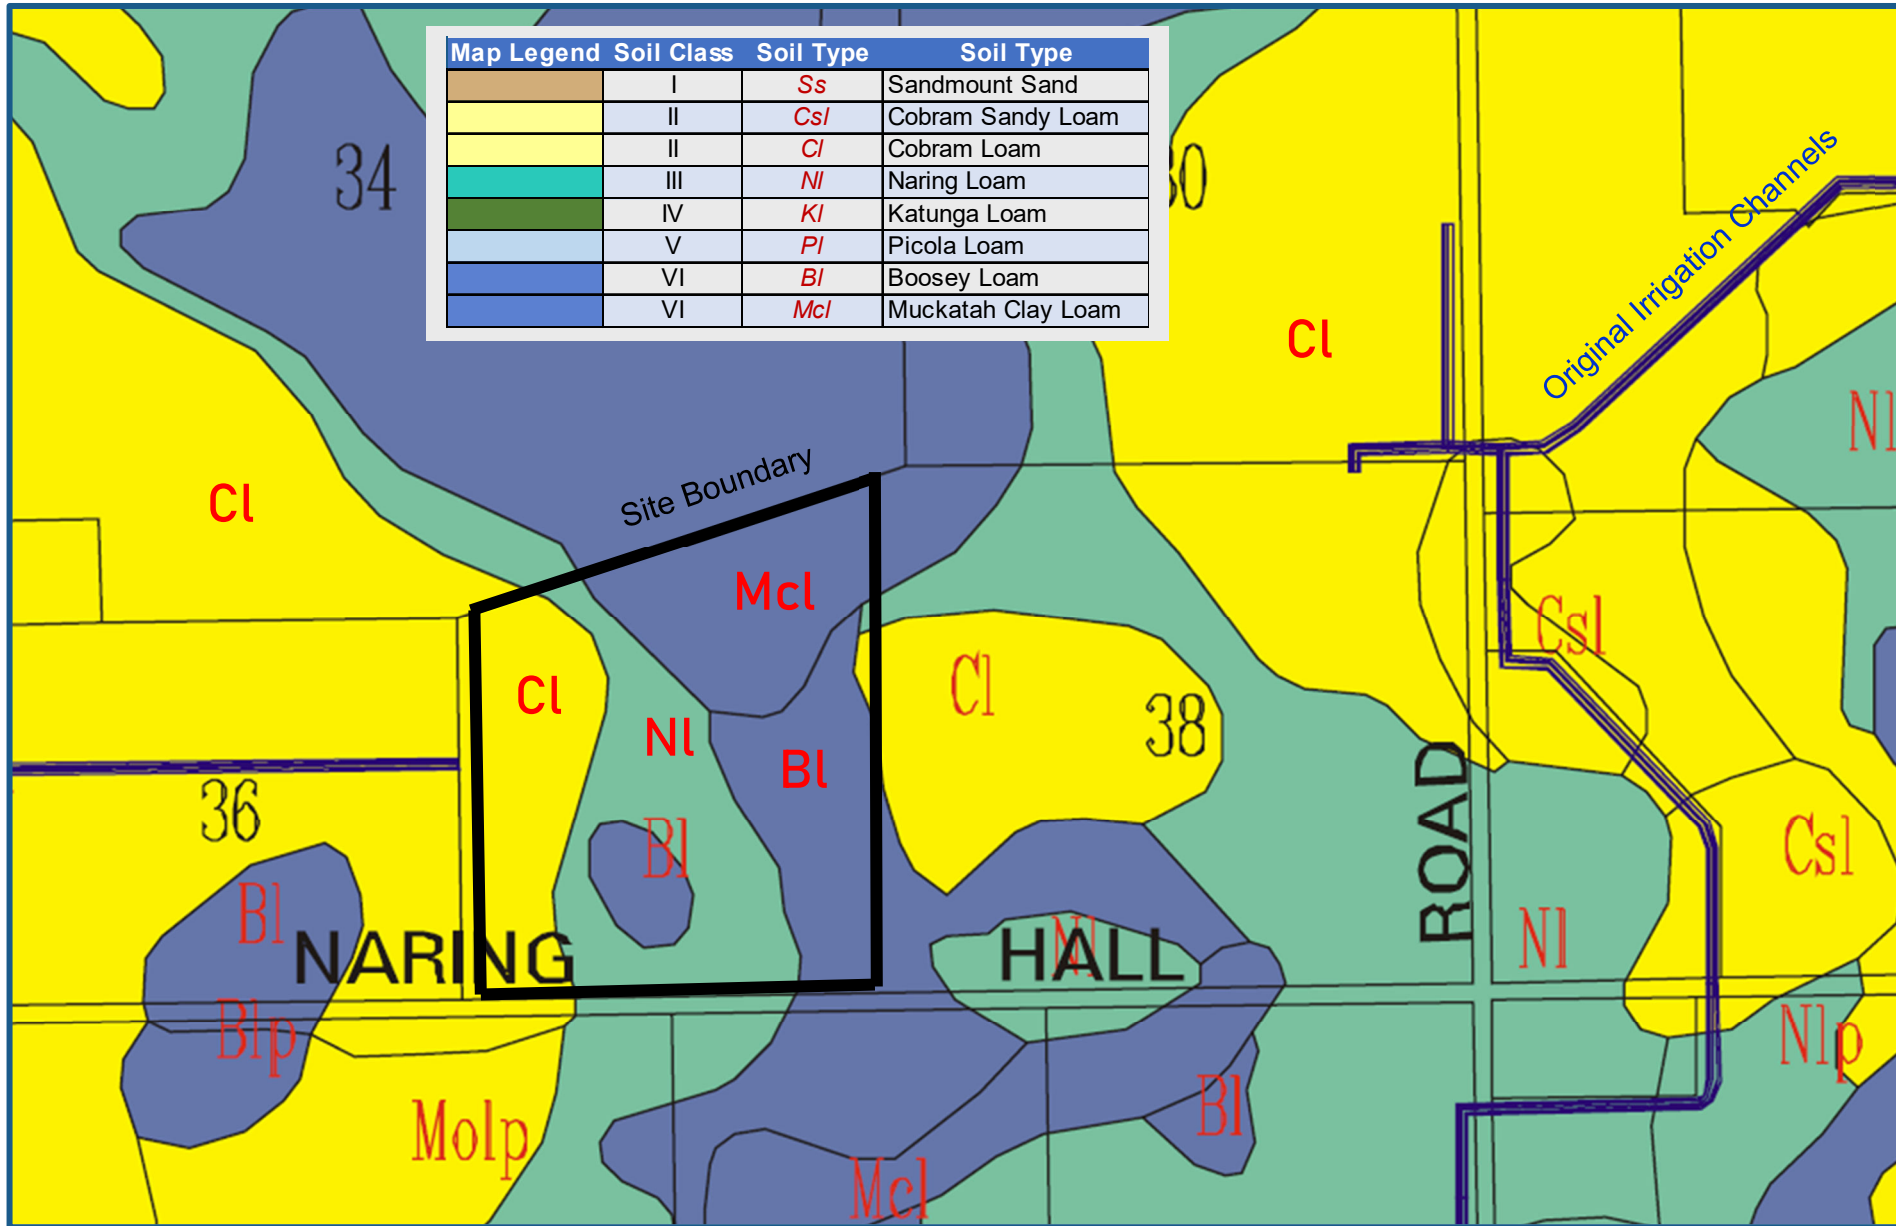 Map Legend Soil Class Soil Type Soil Type
I Ss Sandmount Sand
II Csl Cobram Sandy Loam
II Cl Cobram Loam
III Nl Naring Loam
IV Kl Katunga Loam
V Pl Picola Loam
VI Bl Boosey Loam
VI Mcl Muckatah Clay Loam
34
30
Original Irrigation Channels
Cl
Nl
Cl
Site Boundary
Mcl
Csl
Cl
Cl
Nl
38
Bl
36
Bl
ROAD
Csl
Bl
NARING
HALL
Nl
Nl
Blp
Nlp
Molp
Bl
Mcl